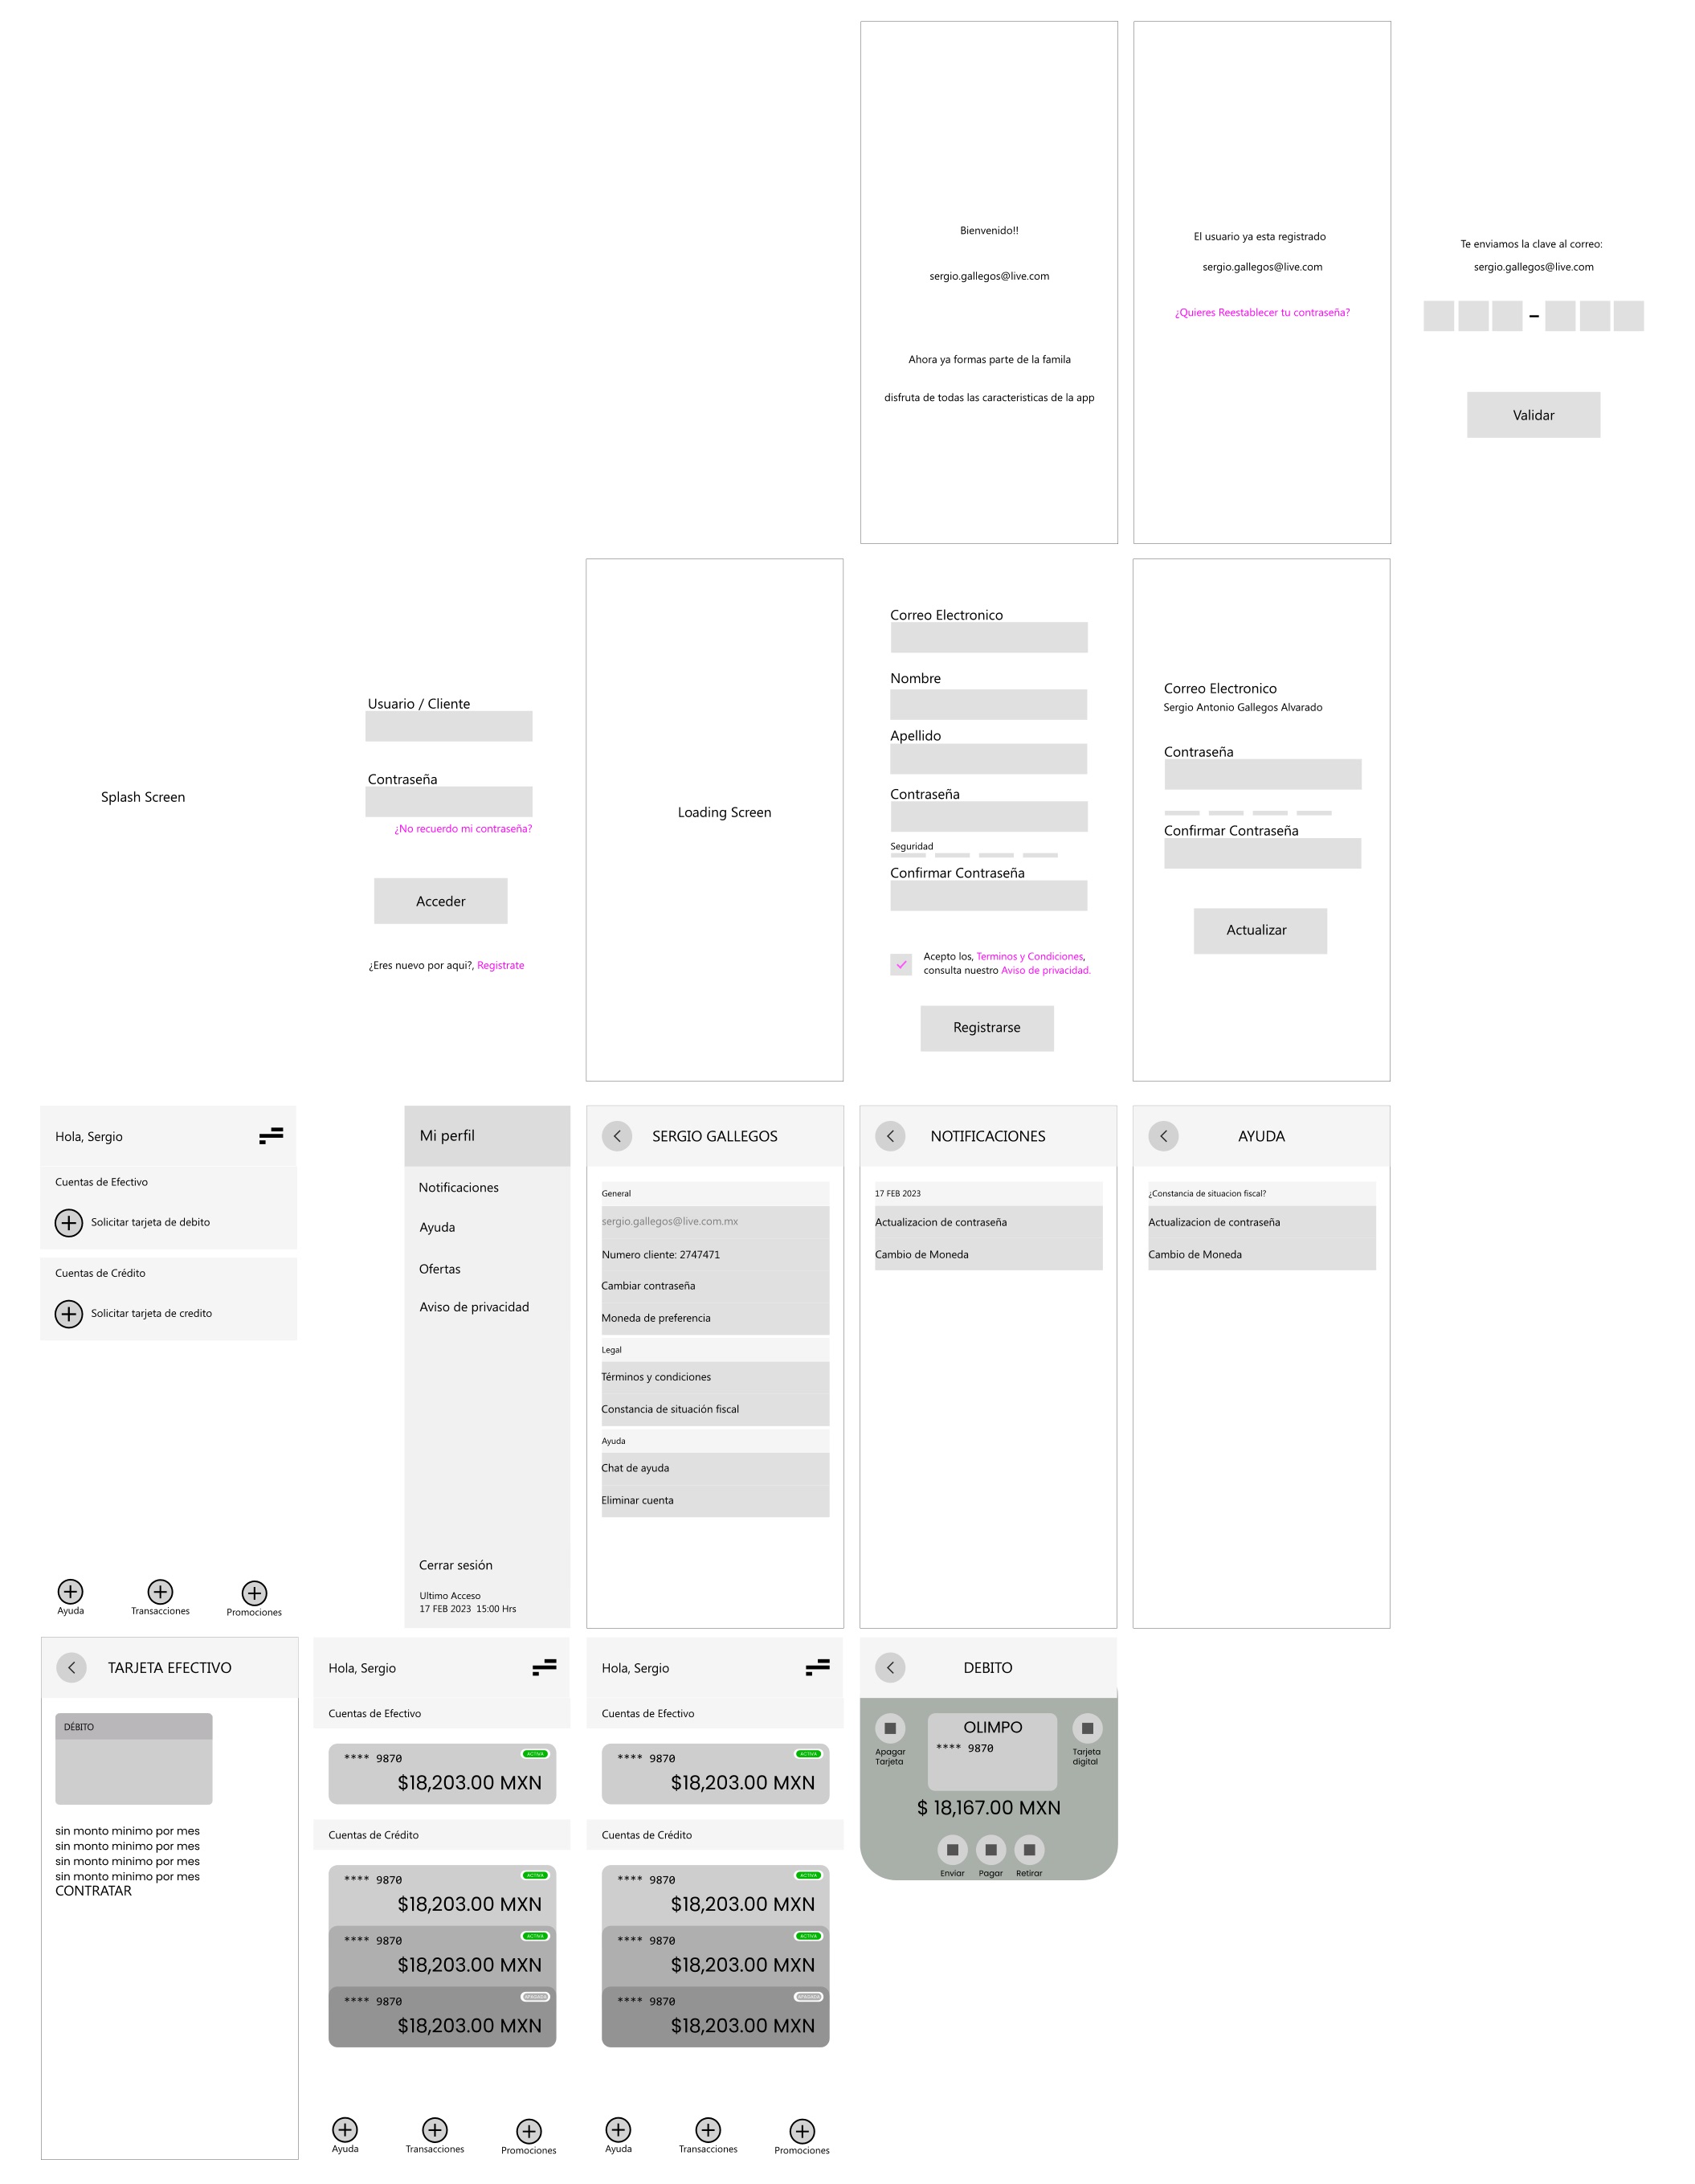 Bienvenido!!
sergio.gallegos@live.com
Ahora ya formas parte de la famila
disfruta de todas las caracteristicas de la app
El usuario ya esta registrado
sergio.gallegos@live.com
¿Quieres Reestablecer tu contraseña?
Te enviamos la clave al correo:
sergio.gallegos@live.com
–
Validar
Splash Screen
Usuario / Cliente
Contraseña
¿No recuerdo mi contraseña?
Acceder
¿Eres nuevo por aqui?, Registrate
Loading Screen
Correo Electronico
Nombre
Apellido
Contraseña
Seguridad
Confirmar Contraseña
Acepto los, Terminos y Condiciones,
consulta nuestro Aviso de privacidad.
Registrarse
Correo Electronico
Sergio Antonio Gallegos Alvarado
Contraseña
Confirmar Contraseña
Actualizar
Hola, Sergio
Cuentas de Efectivo
Solicitar tarjeta de debito
Cuentas de Crédito
Solicitar tarjeta de credito
Ayuda
Transacciones
Promociones
Mi perfil
Notificaciones
Ayuda
Ofertas
Aviso de privacidad
Cerrar sesión
Ultimo Acceso
17 FEB 2023 15:00 Hrs
SERGIO GALLEGOS
General
sergio.gallegos@live.com.mx
Numero cliente: 2747471
Cambiar contraseña
Moneda de preferencia
Legal
Términos y condiciones
Constancia de situación fiscal
Ayuda
Chat de ayuda
Eliminar cuenta
NOTIFICACIONES
17 FEB 2023
Actualizacion de contraseña
Cambio de Moneda
AYUDA
¿Constancia de situacion fiscal?
Actualizacion de contraseña
Cambio de Moneda
TARJETA EFECTIVO
DÉBITO
sin monto minimo por mes
sin monto minimo por mes
sin monto minimo por mes
sin monto minimo por mes
CONTRATAR
Hola, Sergio
Cuentas de Efectivo
**** 9870
ACTIVA
$18,203.00 MXN
Cuentas de Crédito
**** 9870
ACTIVA
$18,203.00 MXN
**** 9870
ACTIVA
$18,203.00 MXN
**** 9870
APAGADA
$18,203.00 MXN
Ayuda
Transacciones
Promociones
Hola, Sergio
Cuentas de Efectivo
**** 9870
ACTIVA
$18,203.00 MXN
Cuentas de Crédito
**** 9870
ACTIVA
$18,203.00 MXN
**** 9870
ACTIVA
$18,203.00 MXN
**** 9870
APAGADA
$18,203.00 MXN
Ayuda
Transacciones
Promociones
DEBITO
Apagar
Tarjeta
OLIMPO
**** 9870
Tarjeta
digital
$ 18,167.00 MXN
Enviar
Pagar
Retirar